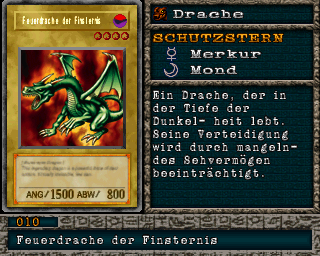 Feuerdrache der Finsternis
ANG/ 1500 ABW/ 800
Drache
SCHUTZSTERN
Merkur
Mond
Ein Drache, der in
der Tiefe der
Dunkel- heit lebt.
Seine Verteidigung
wird durch mangeln-
des Sehvermögen
beeinträchtigt.
010
Feuerdrache der Finsternis